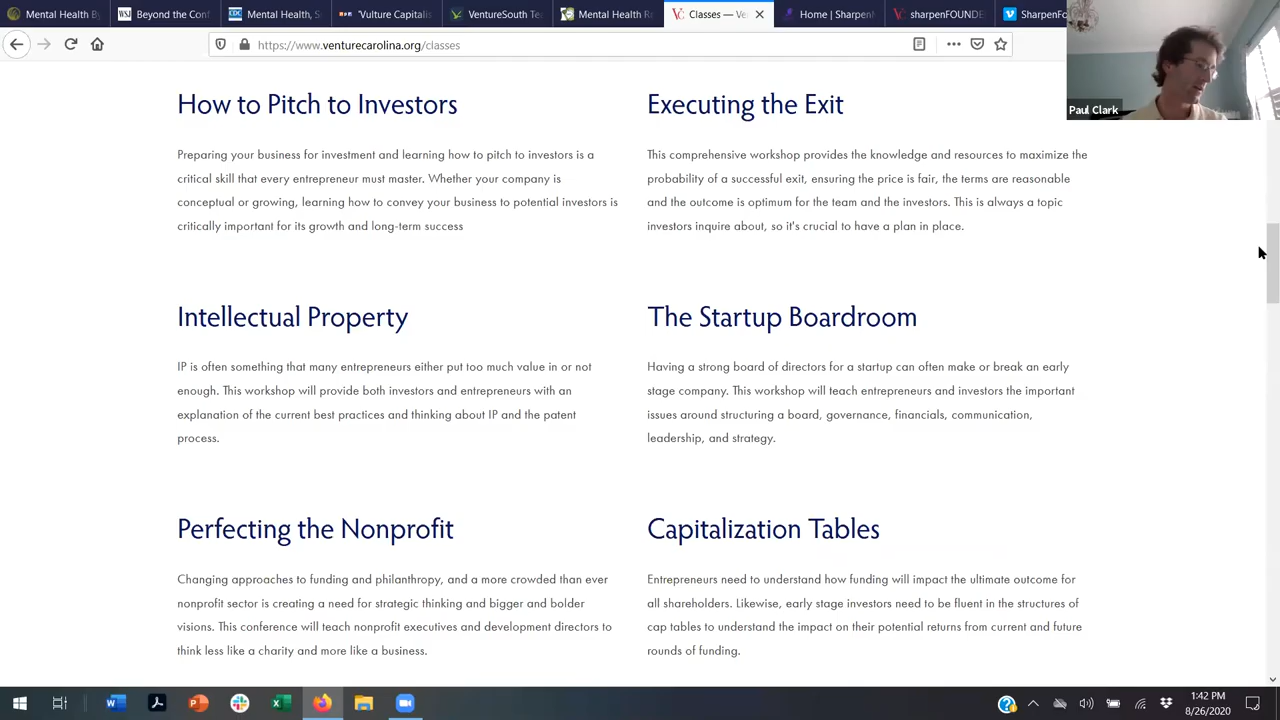 Mental Health By
Beyond the Conf
Mental Health, S
'Vulture Capitalis
VentureSouth Te
Mental Health Re
Classes — Ve
Home | Sharpen
sharpenFOUNDE
SharpenFo
https://www.venturecarolina.org/classes
Paul Clark
How to Pitch to Investors
Preparing your business for investment and learning how to pitch to investors is a
critical skill that every entrepreneur must master. Whether your company is
conceptual or growing, learning how to convey your business to potential investors is
critically important for its growth and long-term success
Executing the Exit
This comprehensive workshop provides the knowledge and resources to maximize the
probability of a successful exit, ensuring the price is fair, the terms are reasonable
and the outcome is optimum for the team and the investors. This is always a topic
investors inquire about, so it's crucial to have a plan in place.
Intellectual Property
IP is often something that many entrepreneurs either put too much value in or not
enough. This workshop will provide both investors and entrepreneurs with an
explanation of the current best practices and thinking about IP and the patent
process.
The Startup Boardroom
Having a strong board of directors for a startup can often make or break an early
stage company. This workshop will teach entrepreneurs and investors the important
issues around structuring a board, governance, financials, communication,
leadership, and strategy.
Perfecting the Nonprofit
Changing approaches to funding and philanthropy, and a more crowded than ever
nonprofit sector is creating a need for strategic thinking and bigger and bolder
visions. This conference will teach nonprofit executives and development directors to
think less like a charity and more like a business.
Capitalization Tables
Entrepreneurs need to understand how funding will impact the ultimate outcome for
all shareholders. Likewise, early stage investors need to be fluent in the structures of
cap tables to understand the impact on their potential returns from current and future
rounds of funding.
1:42 PM
8/26/2020